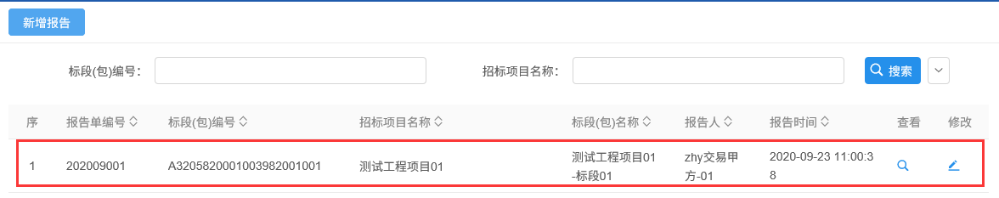 新增报告
标段(包)编号：
招标项目名称：
搜索
序 报告单编号 标段(包)编号 招标项目名称 标段(包)名称 报告人 报告时间 查看 修改
1 202009001 A3205820001003982001001 测试工程项目01 测试工程项目01 zhy交易甲 2020-09-23 11:00:3
-标段01 方-01 8